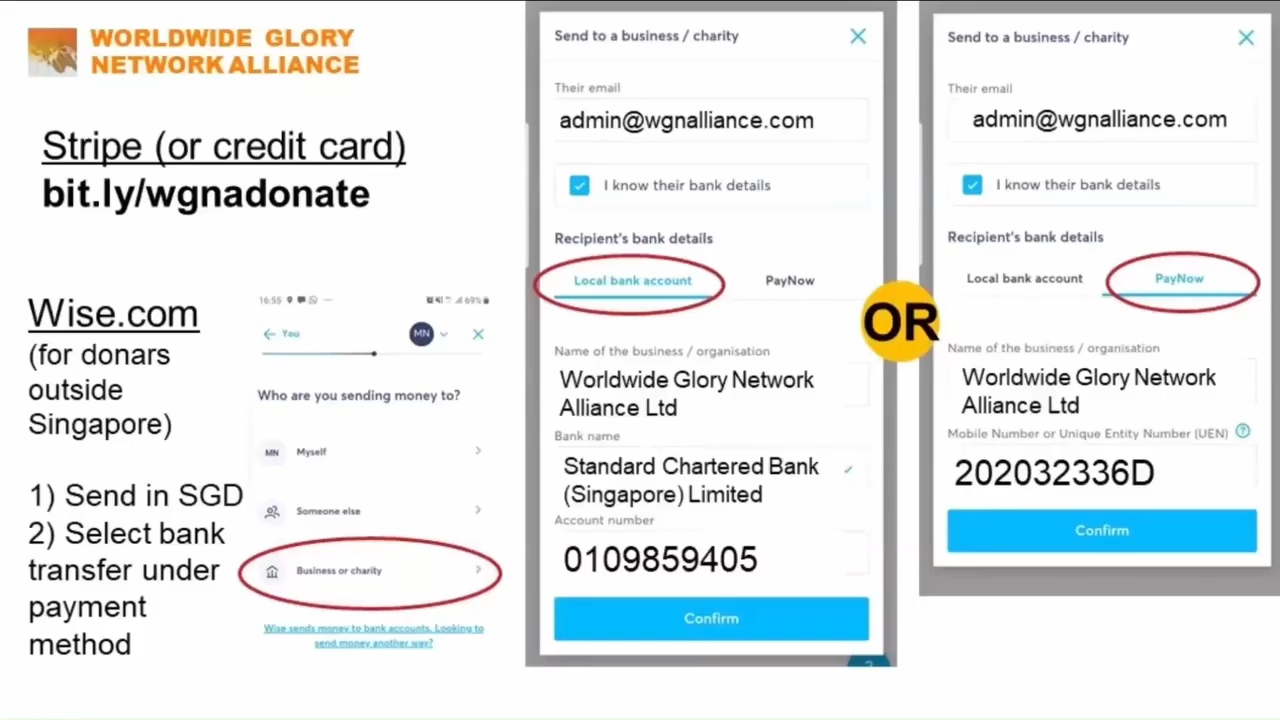 WORLDWIDE GLORY
NETWORK ALLIANCE
Stripe (or credit card)
bit.ly/wgnadonate
Wise.com
(for donars
outside
Singapore)
1) Send in SGD
2) Select bank
transfer under
payment
method
16:55
69%
You
MN
Who are you sending money to?
MN Myself
Someone else
Business or charity
Wise sends money to bank accounts. Looking to
send money another way?
Send to a business / charity
Their email
admin@wgnalliance.com
I know their bank details
Recipient's bank details
Local bank account PayNow
Name of the business / organisation
Worldwide Glory Network
Alliance Ltd
Bank name
Standard Chartered Bank
(Singapore) Limited
Account number
0109859405
Confirm
OR
Send to a business / charity
Their email
admin@wgnalliance.com
I know their bank details
Recipient's bank details
Local bank account PayNow
Name of the business / organisation
Worldwide Glory Network
Alliance Ltd
Mobile Number or Unique Entity Number (UEN) ?
202032336D
Confirm